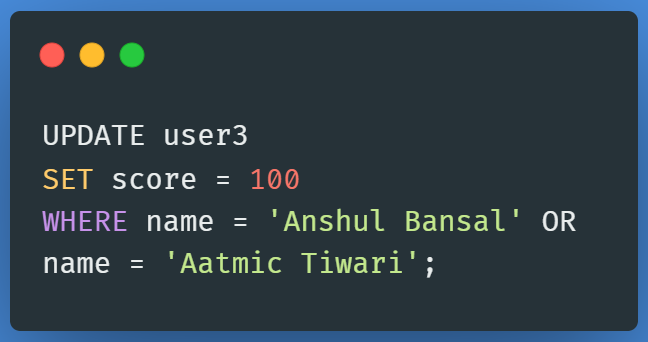 UPDATE user3
SET score = 100
WHERE name = 'Anshul Bansal' OR
name = 'Aatmic Tiwari';